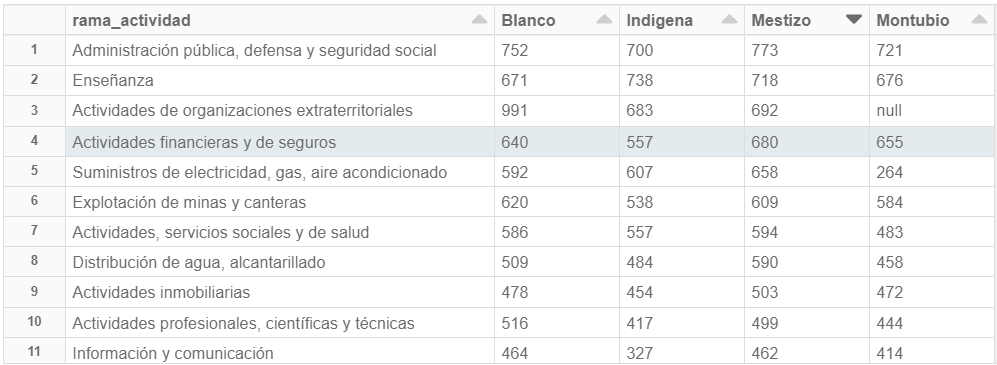 rama_actividad Blanco Indígena Mestizo Montubio
1 Administración pública, defensa y seguridad social 752 700 773 721
2 Enseñanza 671 738 718 676
3 Actividades de organizaciones extraterritoriales 991 683 692 null
4 Actividades financieras y de seguros 640 557 680 655
5 Suministros de electricidad, gas, aire acondicionado 592 607 658 264
6 Explotación de minas y canteras 620 538 609 584
7 Actividades, servicios sociales y de salud 586 557 594 483
8 Distribución de agua, alcantarillado 509 484 590 458
9 Actividades inmobiliarias 478 454 503 472
10 Actividades profesionales, científicas y técnicas 516 417 499 444
11 Información y comunicación 464 327 462 414